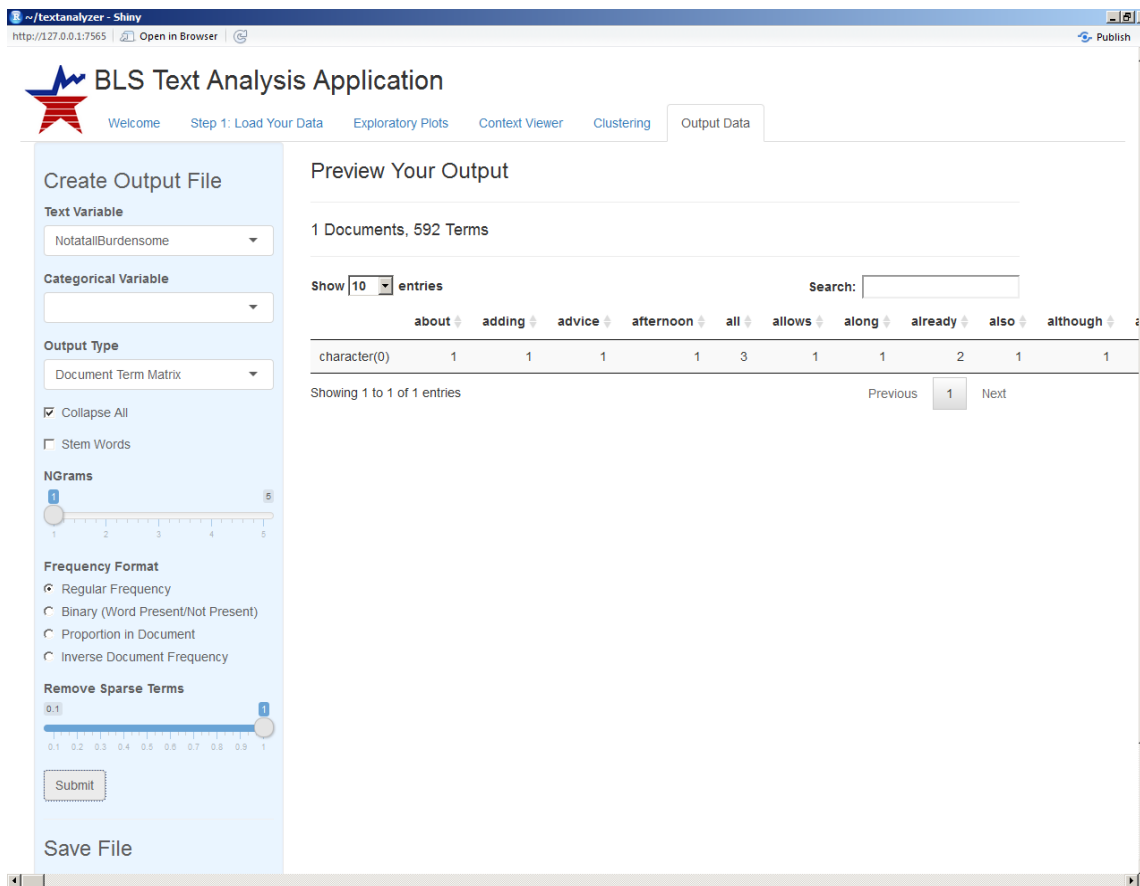 ~/textanalyzer - Shiny
http://127.0.0.1:7565 Open in Browser Publish
BLS Text Analysis Application
Welcome Step 1: Load Your Data Exploratory Plots Context Viewer Clustering Output Data
Create Output File
Text Variable
NotatallBurdensome
Categorical Variable
Output Type
Document Term Matrix
Collapse All
Stem Words
NGrams
1 5
1 2 3 4 5
Frequency Format
Regular Frequency
Binary (Word Present/Not Present)
Proportion in Document
Inverse Document Frequency
Remove Sparse Terms
0.1 1
0.1 0.2 0.3 0.4 0.5 0.6 0.7 0.8 0.9 1
Submit
Save File
Preview Your Output
1 Documents, 592 Terms
Show 10 entries Search:
about adding advice afternoon all allows along already also although
character(0) 1 1 1 1 3 1 1 2 1 1
Showing 1 to 1 of 1 entries Previous 1 Next